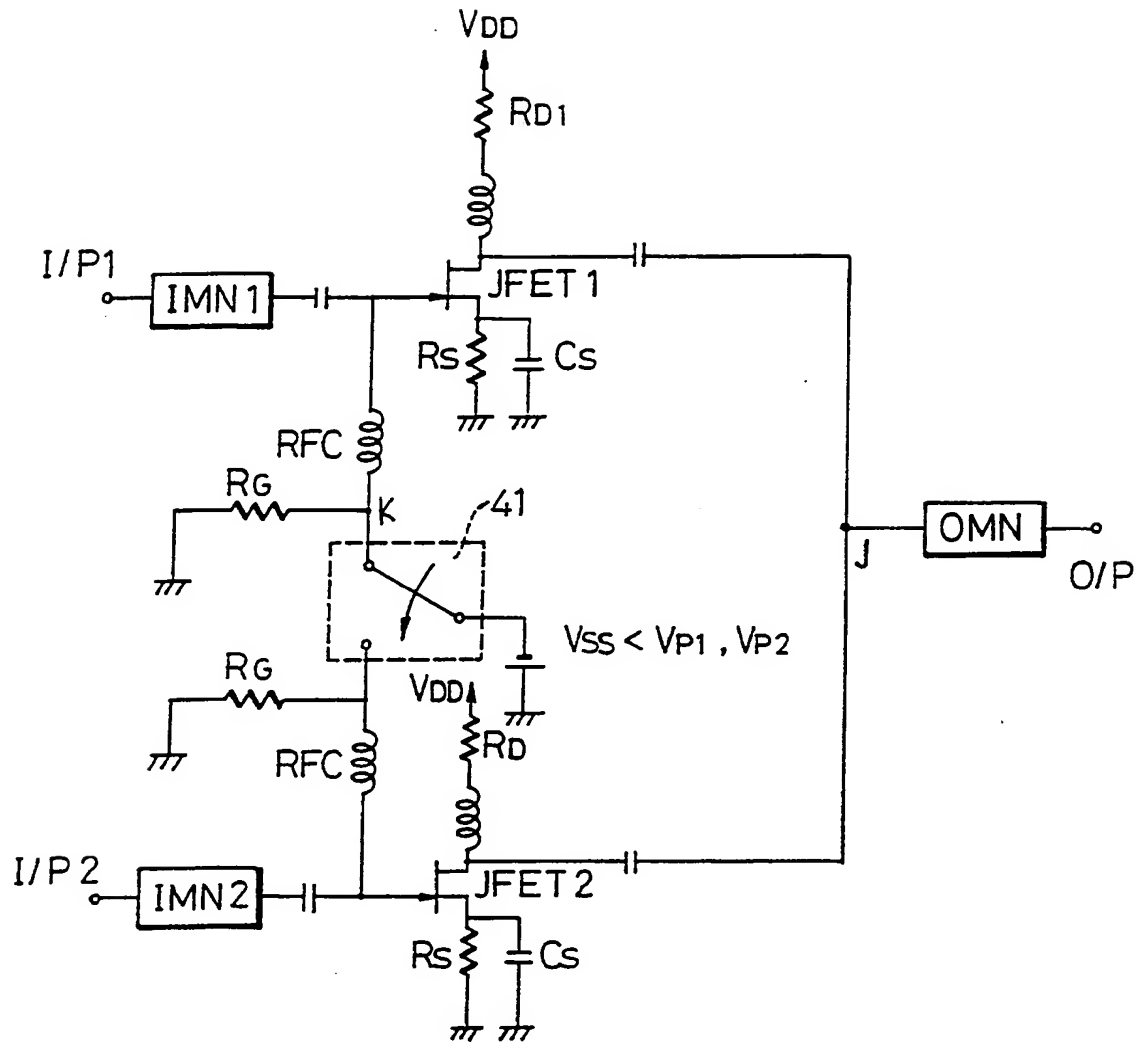 VDD
RD1
I/P1
IMN1
JFET1
Rs
Cs
RFC
RG
K
41
OMN
J
O/P
VSS < VP1, VP2
RG
VDD
RD
RFC
I/P2
IMN2
JFET2
Rs
Cs